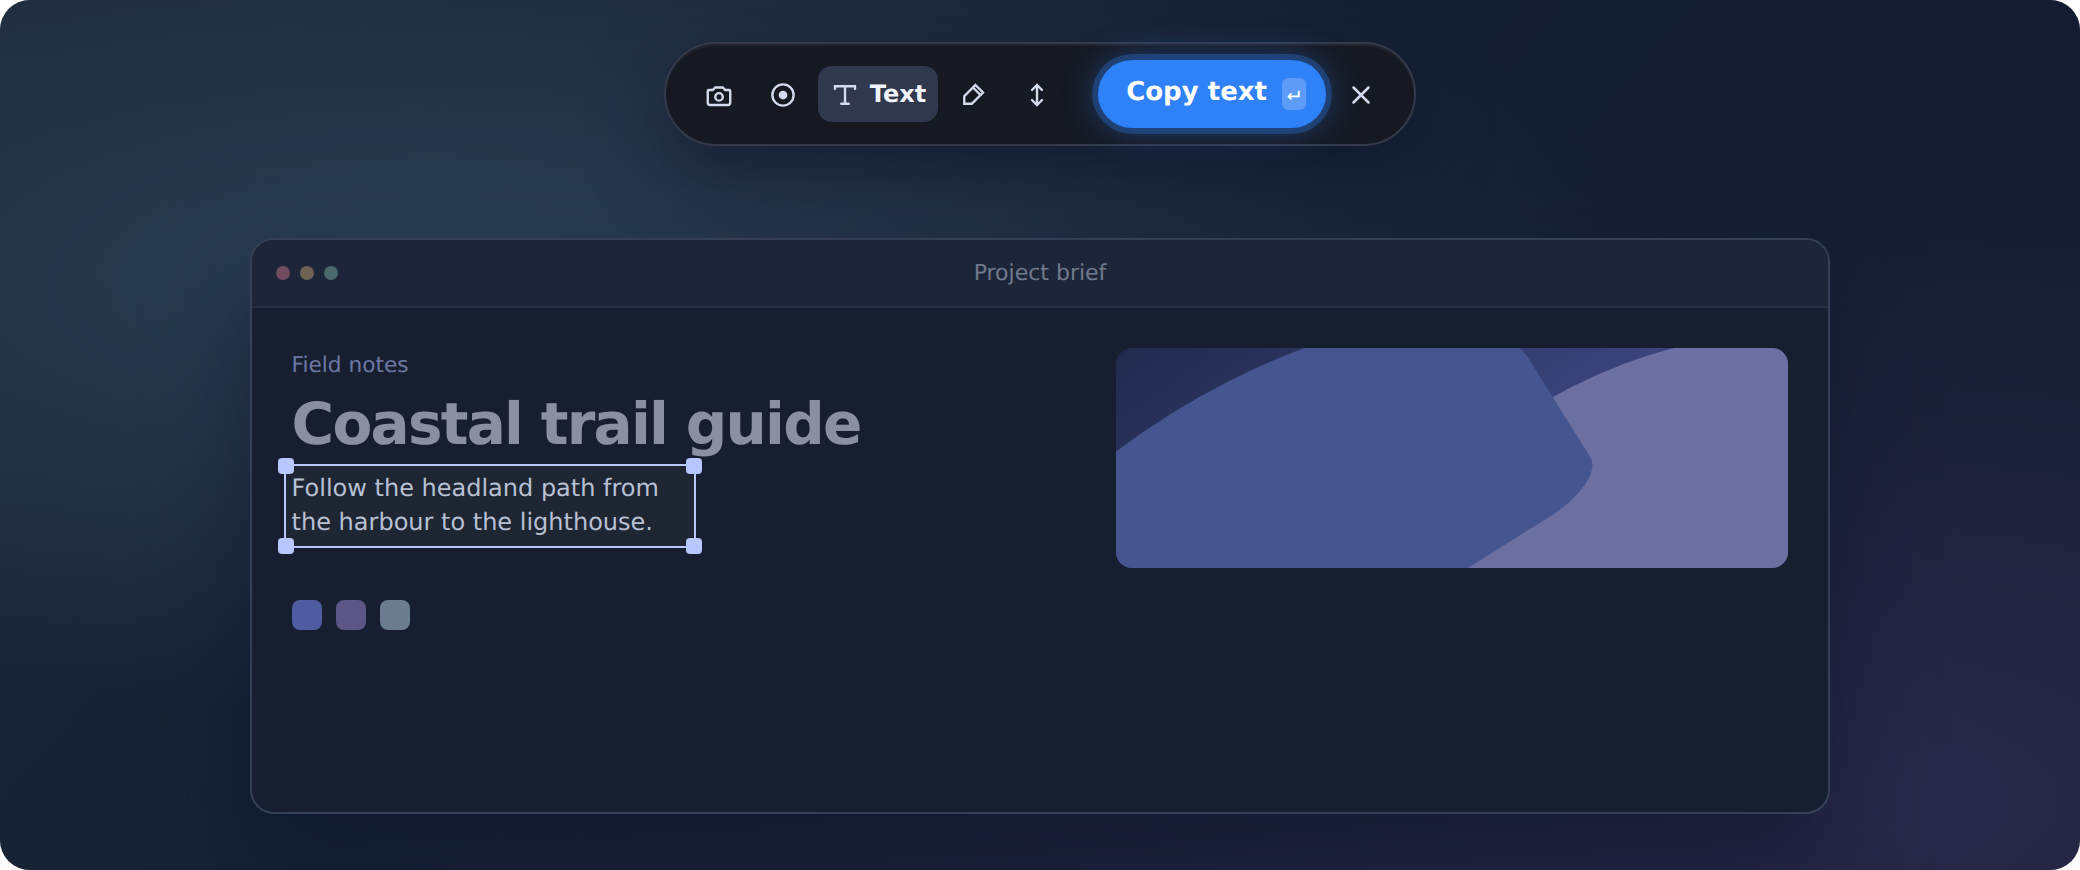 Text
Copy text
Project brief
Field notes
Coastal trail guide
Follow the headland path from
the harbour to the lighthouse.